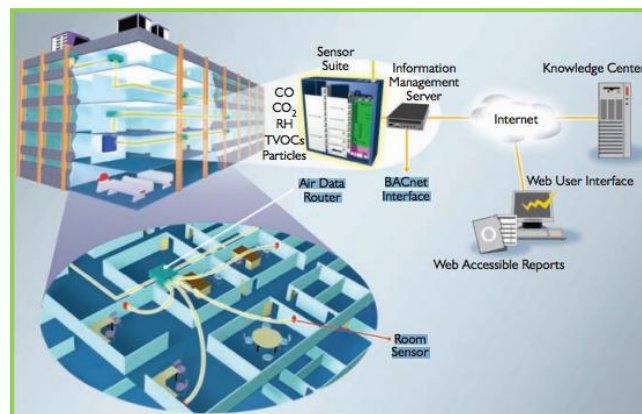 Sensor
Suite
Information
Management
Server
Knowledge Center
CO
CO2
RH
TVOCs
Particles
Internet
Air Data
Router
BACnet
Interface
Web User Interface
Web Accessible Reports
Room
Sensor